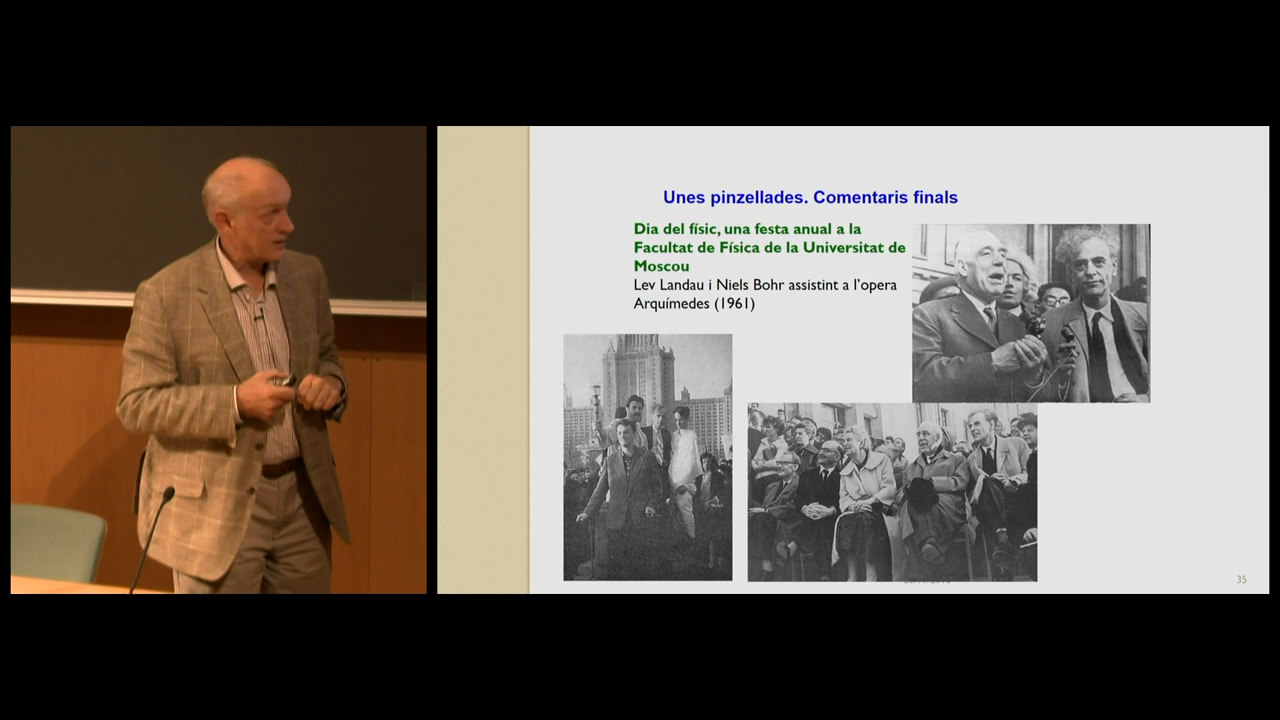 Unes pinzellades. Comentaris finals
Dia del físic, una festa anual a la
Facultat de Física de la Universitat de
Moscou
Lev Landau i Niels Bohr assistint a l'opera
Arquímedes (1961)
35